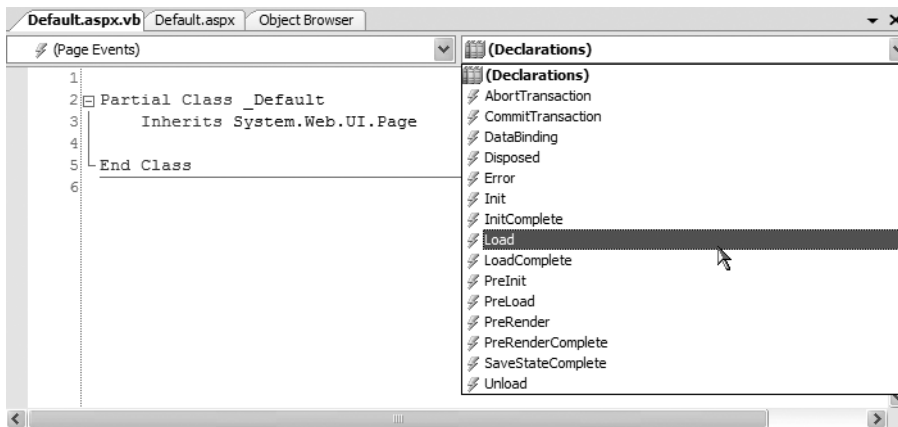 Default.aspx.vb Default.aspx Object Browser
(Page Events) (Declarations)
1
2 Partial Class _Default
3 Inherits System.Web.UI.Page
4
5 End Class
6
(Declarations)
AbortTransaction
CommitTransaction
DataBinding
Disposed
Error
Init
InitComplete
Load
LoadComplete
PreInit
PreLoad
PreRender
PreRenderComplete
SaveStateComplete
Unload